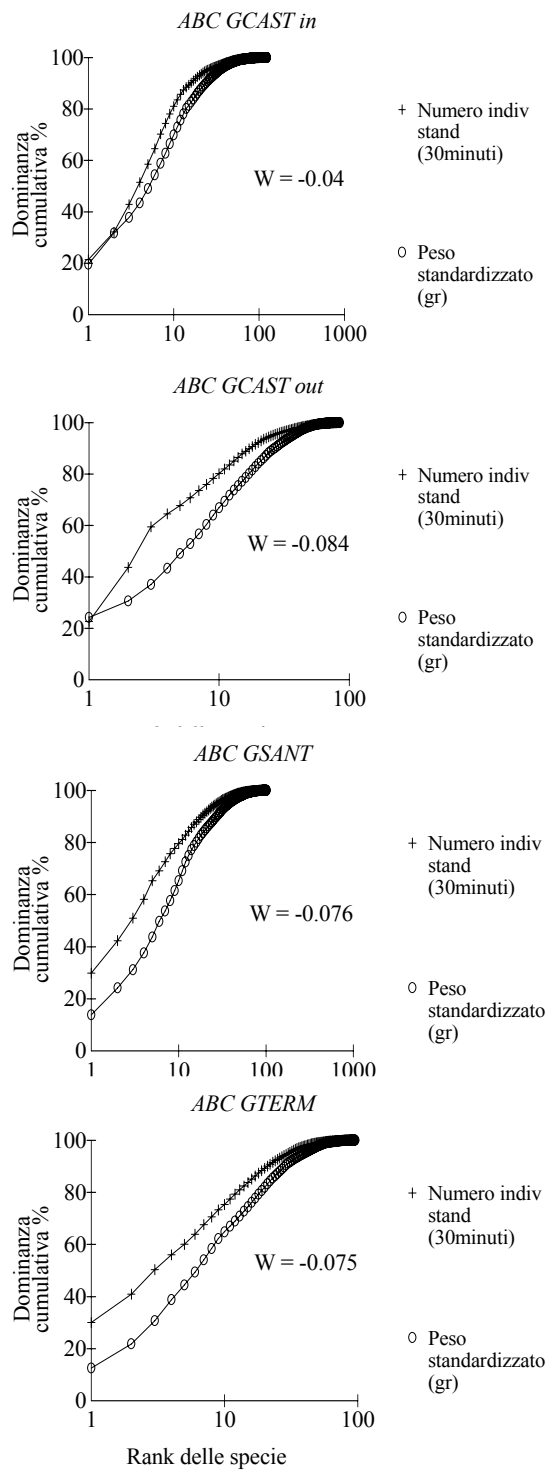 ABC GCAST in
100
80
60
40
20
0
Dominanza
cumulativa %
1
10
100
1000
W = -0.04
Numero indiv
stand
(30minuti)
Peso
standardizzato
(gr)
ABC GCAST out
100
80
60
40
20
0
Dominanza
cumulativa %
1
10
100
W = -0.084
Numero indiv
stand
(30minuti)
Peso
standardizzato
(gr)
ABC GSANT
100
80
60
40
20
0
Dominanza
cumulativa %
1
10
100
1000
W = -0.076
Numero indiv
stand
(30minuti)
Peso
standardizzato
(gr)
ABC GTERM
100
80
60
40
20
0
Dominanza
cumulativa %
1
10
100
W = -0.075
Numero indiv
stand
(30minuti)
Peso
standardizzato
(gr)
Rank delle specie